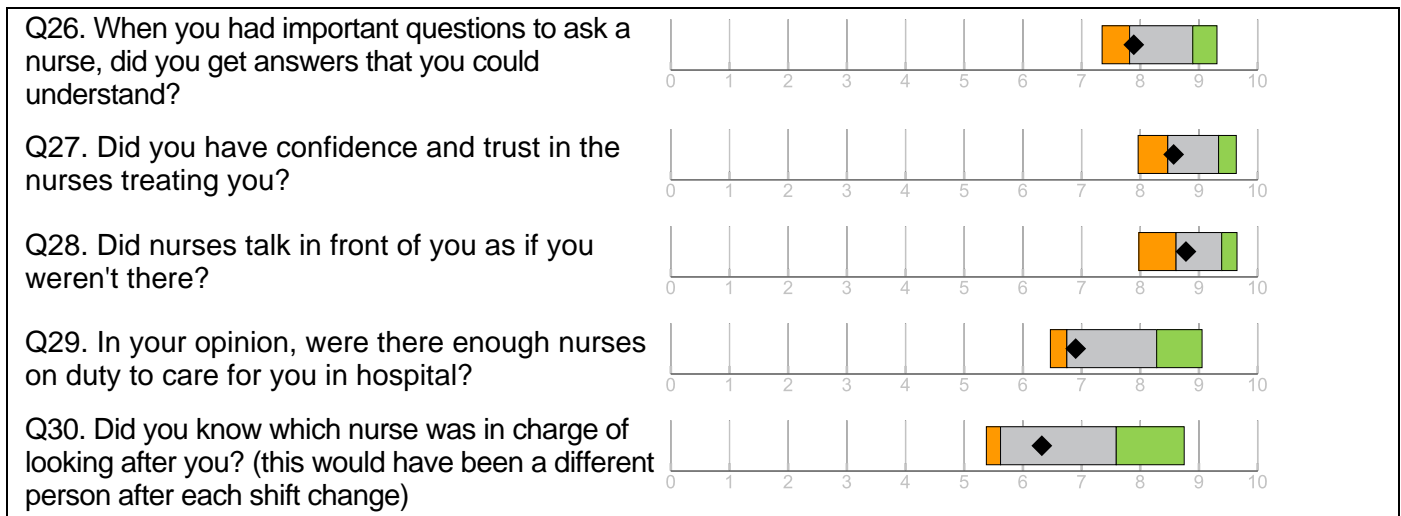 Q26. When you had important questions to ask a
nurse, did you get answers that you could
understand?
0 1 2 3 4 5 6 7 8 9 10
Q27. Did you have confidence and trust in the
nurses treating you?
0 1 2 3 4 5 6 7 8 9 10
Q28. Did nurses talk in front of you as if you
weren't there?
0 1 2 3 4 5 6 7 8 9 10
Q29. In your opinion, were there enough nurses
on duty to care for you in hospital?
0 1 2 3 4 5 6 7 8 9 10
Q30. Did you know which nurse was in charge of
looking after you? (this would have been a different
person after each shift change)
0 1 2 3 4 5 6 7 8 9 10